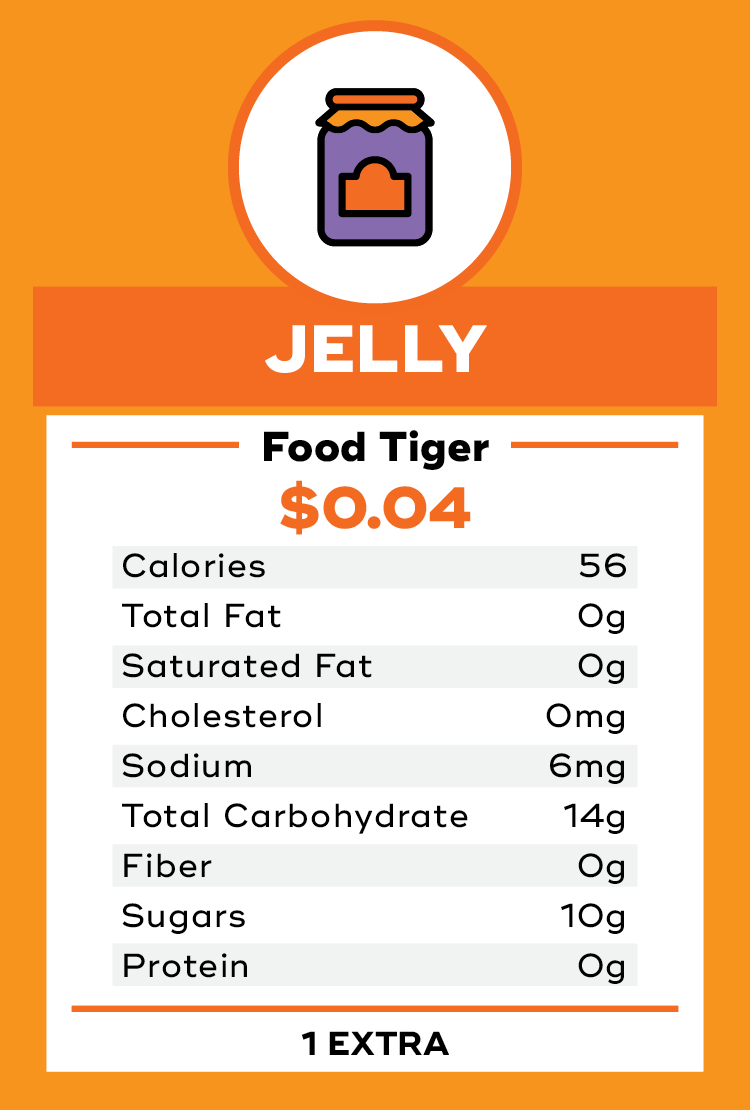 JELLY
Food Tiger
$0.04
Calories 56
Total Fat 0g
Saturated Fat 0g
Cholesterol 0mg
Sodium 6mg
Total Carbohydrate 14g
Fiber 0g
Sugars 10g
Protein 0g
1 EXTRA